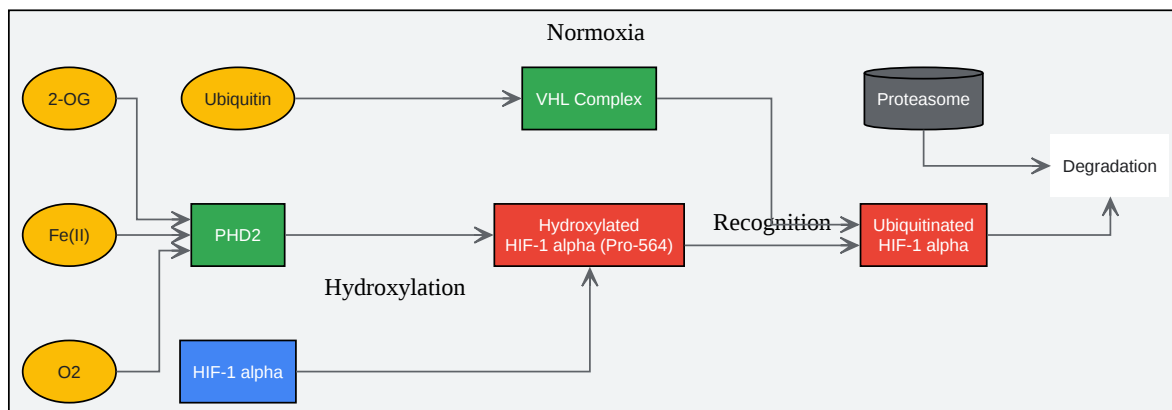 Normoxia
2-OG
Ubiquitin
VHL Complex
Proteasome
Degradation
Fe(II)
PHD2
Hydroxylated
HIF-1 alpha (Pro-564)
Recognition
Ubiquitinated
HIF-1 alpha
Hydroxylation
O2
HIF-1 alpha